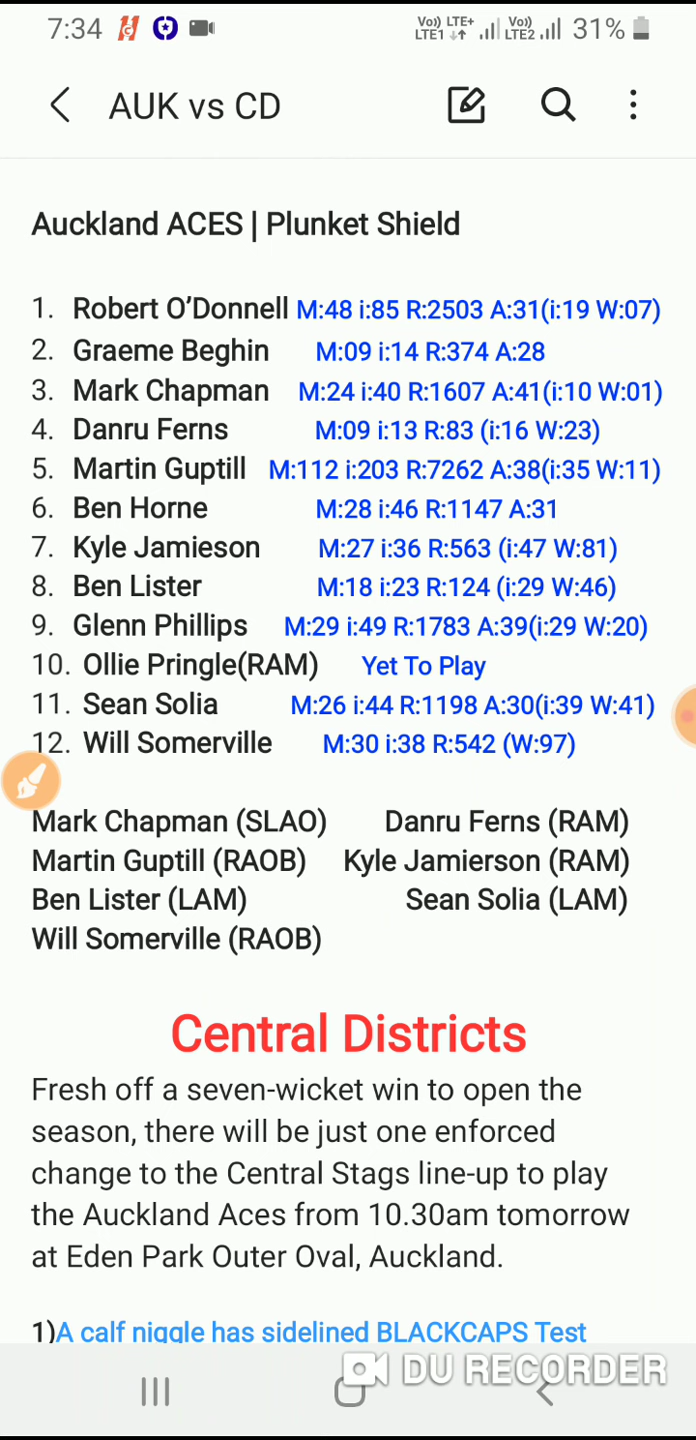 7:34 Vo)) LTE+ LTE1 Vo)) LTE2 31%
AUK vs CD
Auckland ACES | Plunket Shield
1. Robert O’Donnell M:48 i:85 R:2503 A:31(i:19 W:07)
2. Graeme Beghin M:09 i:14 R:374 A:28
3. Mark Chapman M:24 i:40 R:1607 A:41(i:10 W:01)
4. Danru Ferns M:09 i:13 R:83 (i:16 W:23)
5. Martin Guptill M:112 i:203 R:7262 A:38(i:35 W:11)
6. Ben Horne M:28 i:46 R:1147 A:31
7. Kyle Jamieson M:27 i:36 R:563 (i:47 W:81)
8. Ben Lister M:18 i:23 R:124 (i:29 W:46)
9. Glenn Phillips M:29 i:49 R:1783 A:39(i:29 W:20)
10. Ollie Pringle(RAM) Yet To Play
11. Sean Solia M:26 i:44 R:1198 A:30(i:39 W:41)
12. Will Somerville M:30 i:38 R:542 (W:97)
Mark Chapman (SLAO) Danru Ferns (RAM)
Martin Guptill (RAOB) Kyle Jamierson (RAM)
Ben Lister (LAM) Sean Solia (LAM)
Will Somerville (RAOB)
Central Districts
Fresh off a seven-wicket win to open the
season, there will be just one enforced
change to the Central Stags line-up to play
the Auckland Aces from 10.30am tomorrow
at Eden Park Outer Oval, Auckland.
1)A calf niggle has sidelined BLACKCAPS Test
DU RECORDER